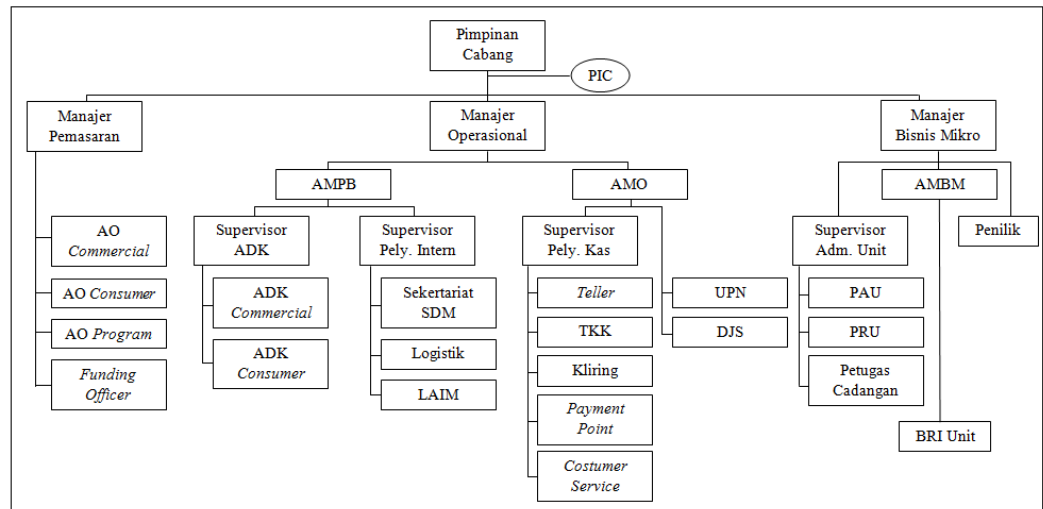 Pimpinan
Cabang
PIC
Manajer
Pemasaran
Manajer
Operasional
Manajer
Bisnis Mikro
AMPB
AMO
AMBM
AO
Commercial
AO Consumer
AO Program
Funding
Officer
Supervisor
ADK
ADK
Commercial
ADK
Consumer
Supervisor
Pely. Intern
Sekertariat
SDM
Logistik
LAIM
Supervisor
Pely. Kas
Teller
TKK
Kliring
Payment
Point
Costumer
Service
UPN
DJS
Supervisor
Adm. Unit
PAU
PRU
Petugas
Cadangan
BRI Unit
Penilik